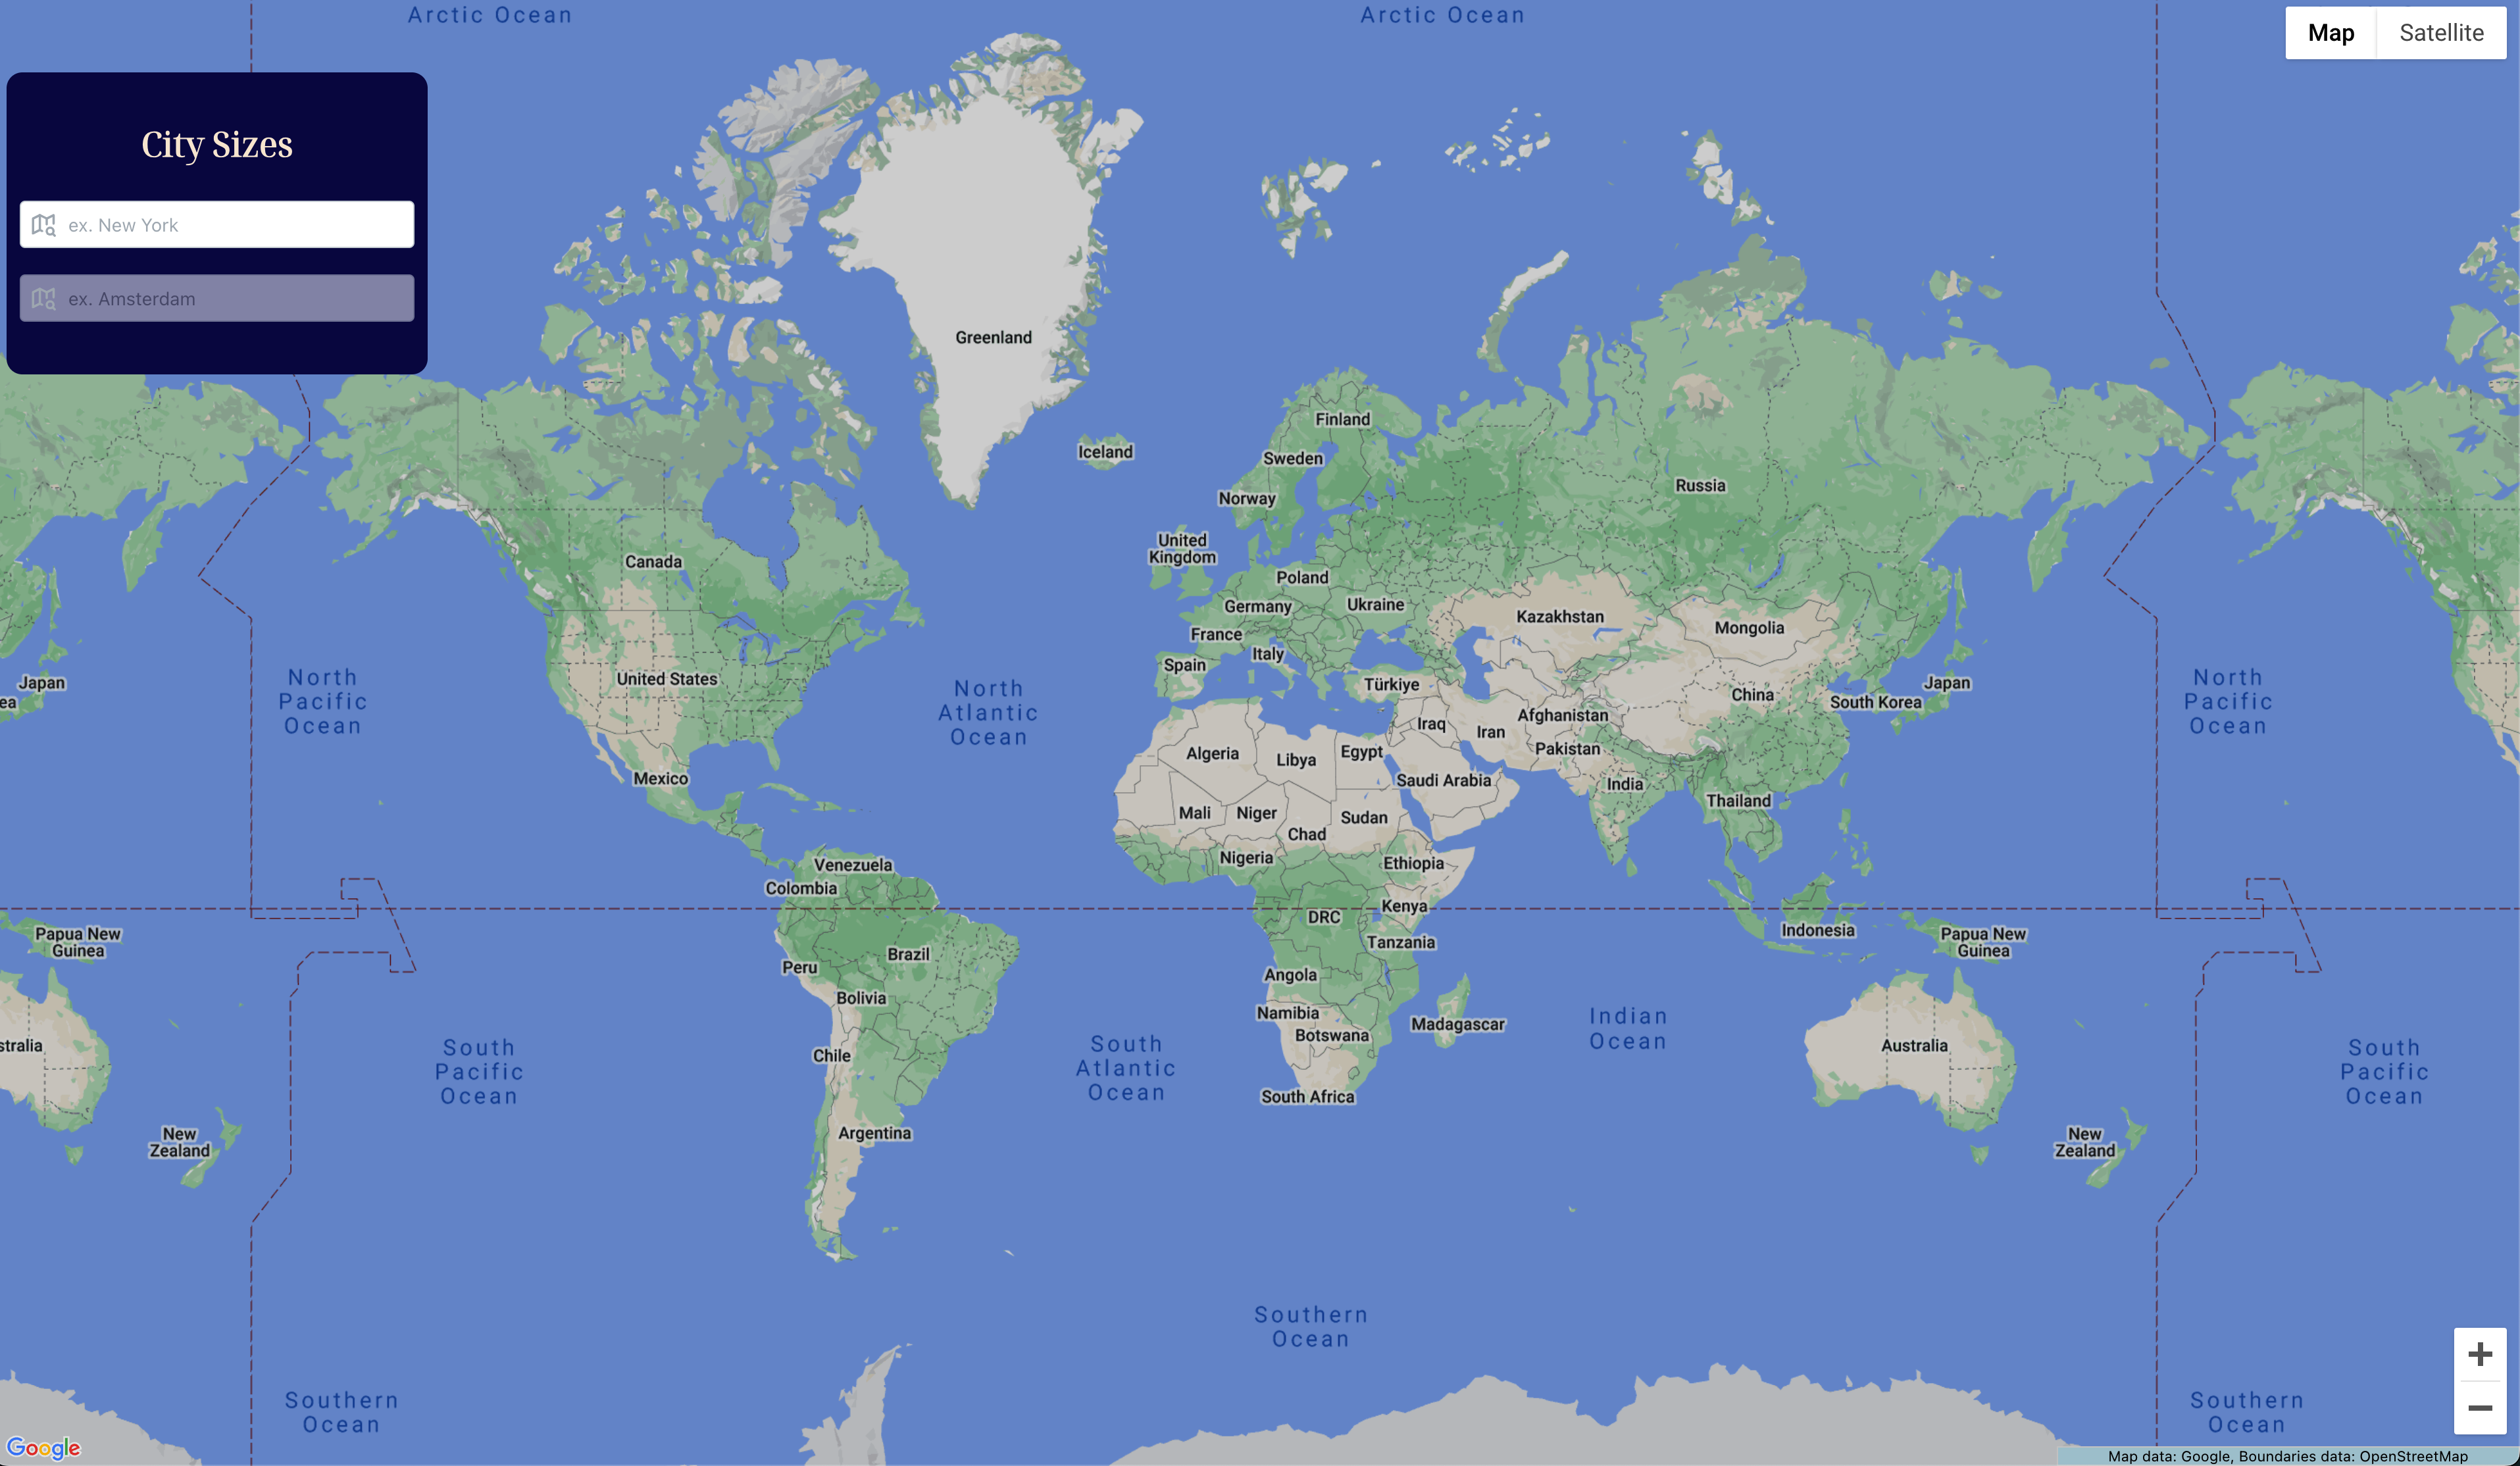 Arctic Ocean
Arctic Ocean
Map
Satellite
City Sizes
ex. New York
ex. Amsterdam
Greenland
Finland
Iceland
Sweden
Norway
Russia
United
Kingdom
Canada
Poland
Germany
Ukraine
Kazakhstan
Mongolia
France
Italy
Spain
United States
Türkiye
China
Japan
Japan
ea
South Korea
North
Pacific
Ocean
North
Atlantic
Ocean
North
Pacific
Ocean
Afghanistan
Iraq
Iran
Pakistan
Algeria
Libya
Egypt
Saudi Arabia
India
Mexico
Thailand
Mali
Niger
Chad
Sudan
Nigeria
Ethiopia
Venezuela
Colombia
Kenya
DRC
Papua New
Guinea
Indonesia
Papua New
Guinea
Tanzania
Brazil
Peru
Angola
Bolivia
Namibia
Botswana
Madagascar
Indian
Ocean
stralia
Australia
Chile
South
Pacific
Ocean
South
Atlantic
Ocean
South
Pacific
Ocean
South Africa
Argentina
New
Zealand
New
Zealand
Southern
Ocean
Southern
Ocean
Southern
Ocean
Google
Map data: Google, Boundaries data: OpenStreetMap